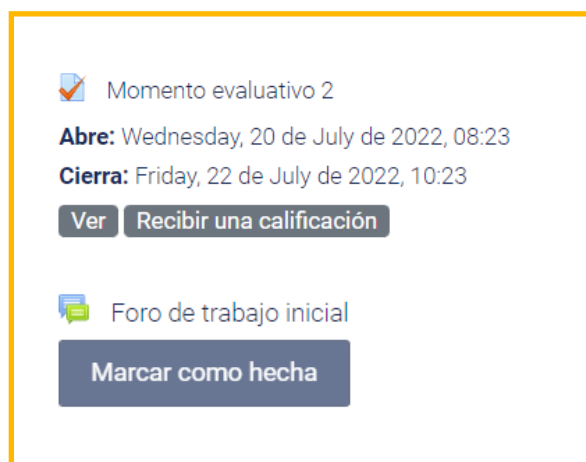 Momento evaluativo 2
Abre: Wednesday, 20 de July de 2022, 08:23
Cierra: Friday, 22 de July de 2022, 10:23
Ver Recibir una calificación
Foro de trabajo inicial
Marcar como hecha